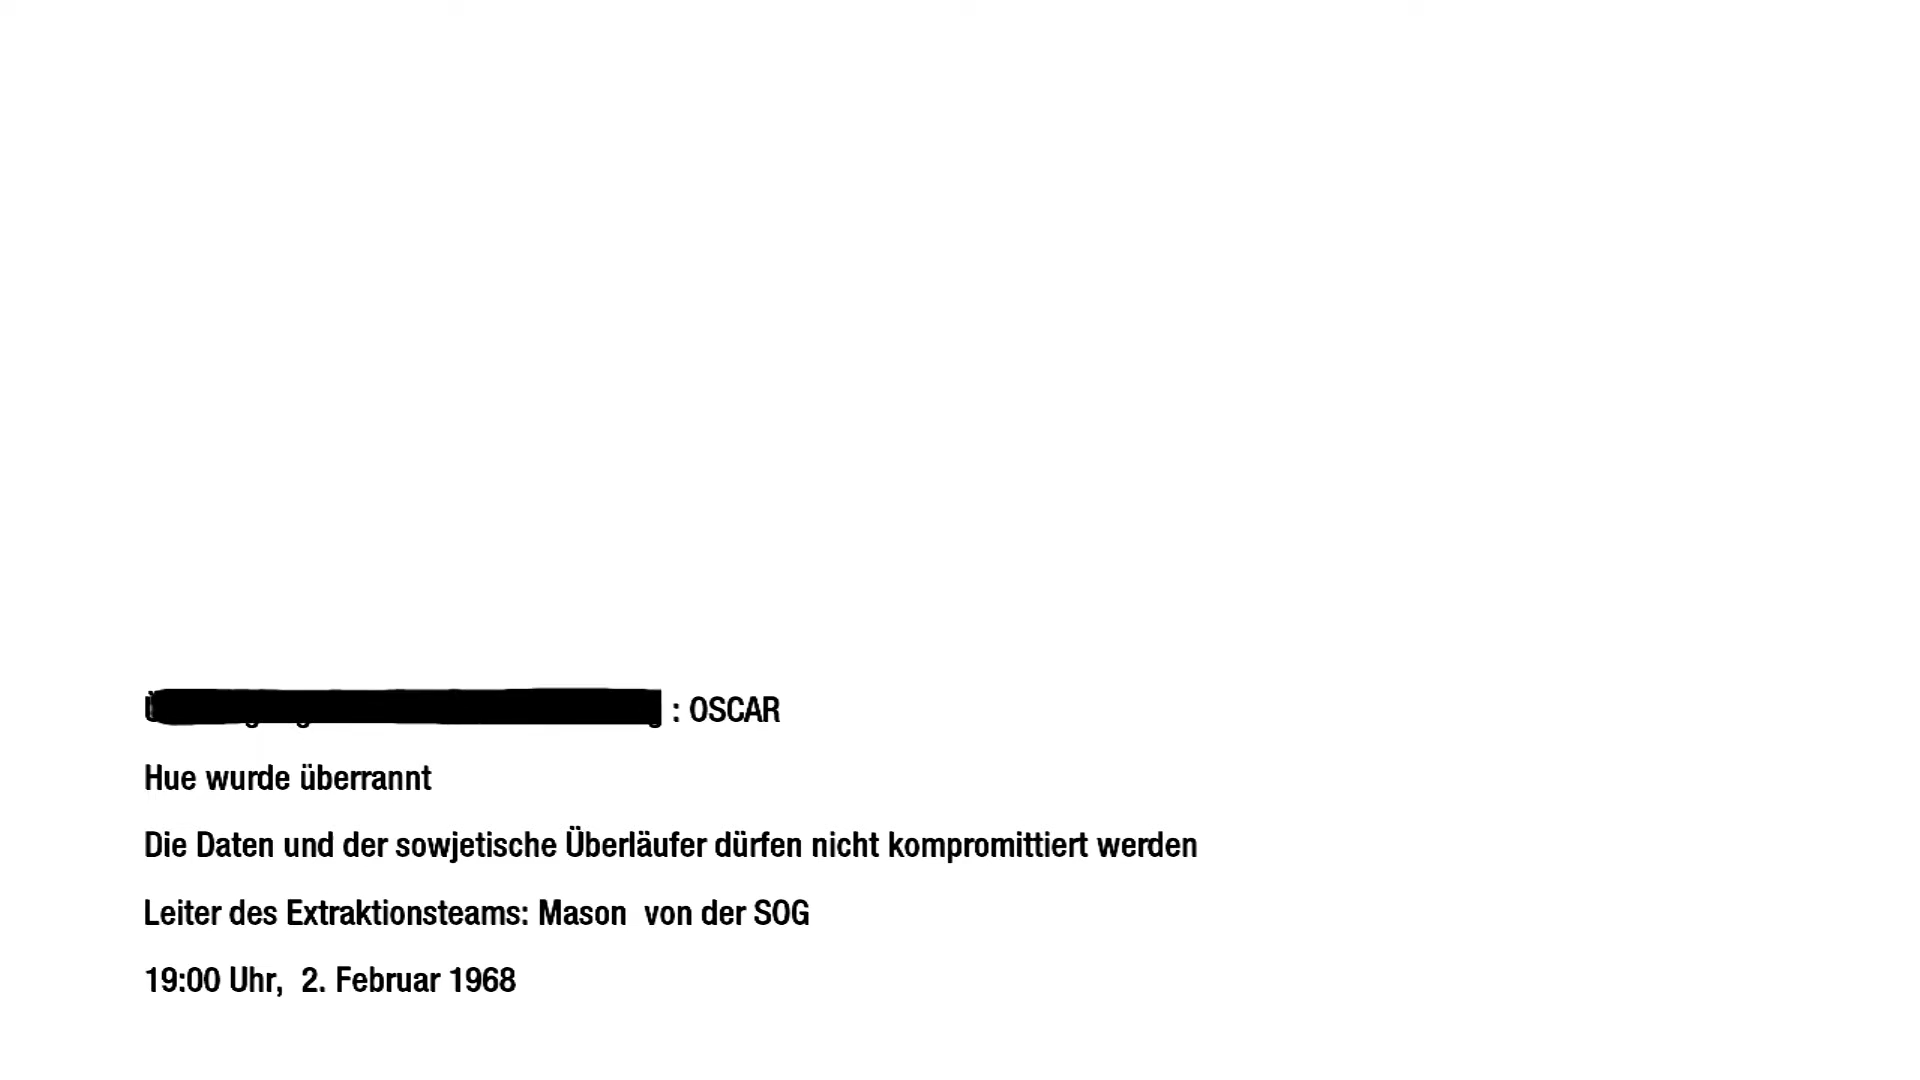 : OSCAR
Hue wurde überrannt
Die Daten und der sowjetische Überläufer dürfen nicht kompromittiert werden
Leiter des Extraktionsteams: Mason von der SOG
19:00 Uhr, 2. Februar 1968